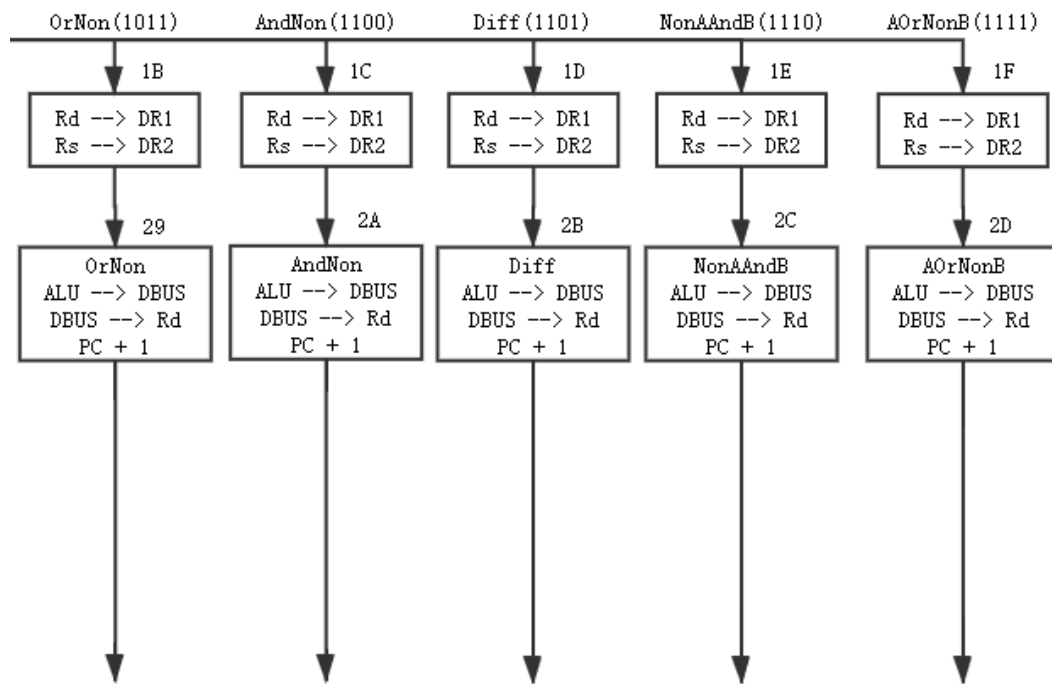 OrNon(1011) AndNon(1100) Diff(1101) NonAAndB(1110) AOrNonB(1111)
1B 1C 1D 1E 1F
Rd --> DR1 Rd --> DR1 Rd --> DR1 Rd --> DR1 Rd --> DR1
Rs --> DR2 Rs --> DR2 Rs --> DR2 Rs --> DR2 Rs --> DR2
29 2A 2B 2C 2D
OrNon AndNon Diff NonAAndB AOrNonB
ALU --> DBUS ALU --> DBUS ALU --> DBUS ALU --> DBUS ALU --> DBUS
DBUS --> Rd DBUS --> Rd DBUS --> Rd DBUS --> Rd DBUS --> Rd
PC + 1 PC + 1 PC + 1 PC + 1 PC + 1